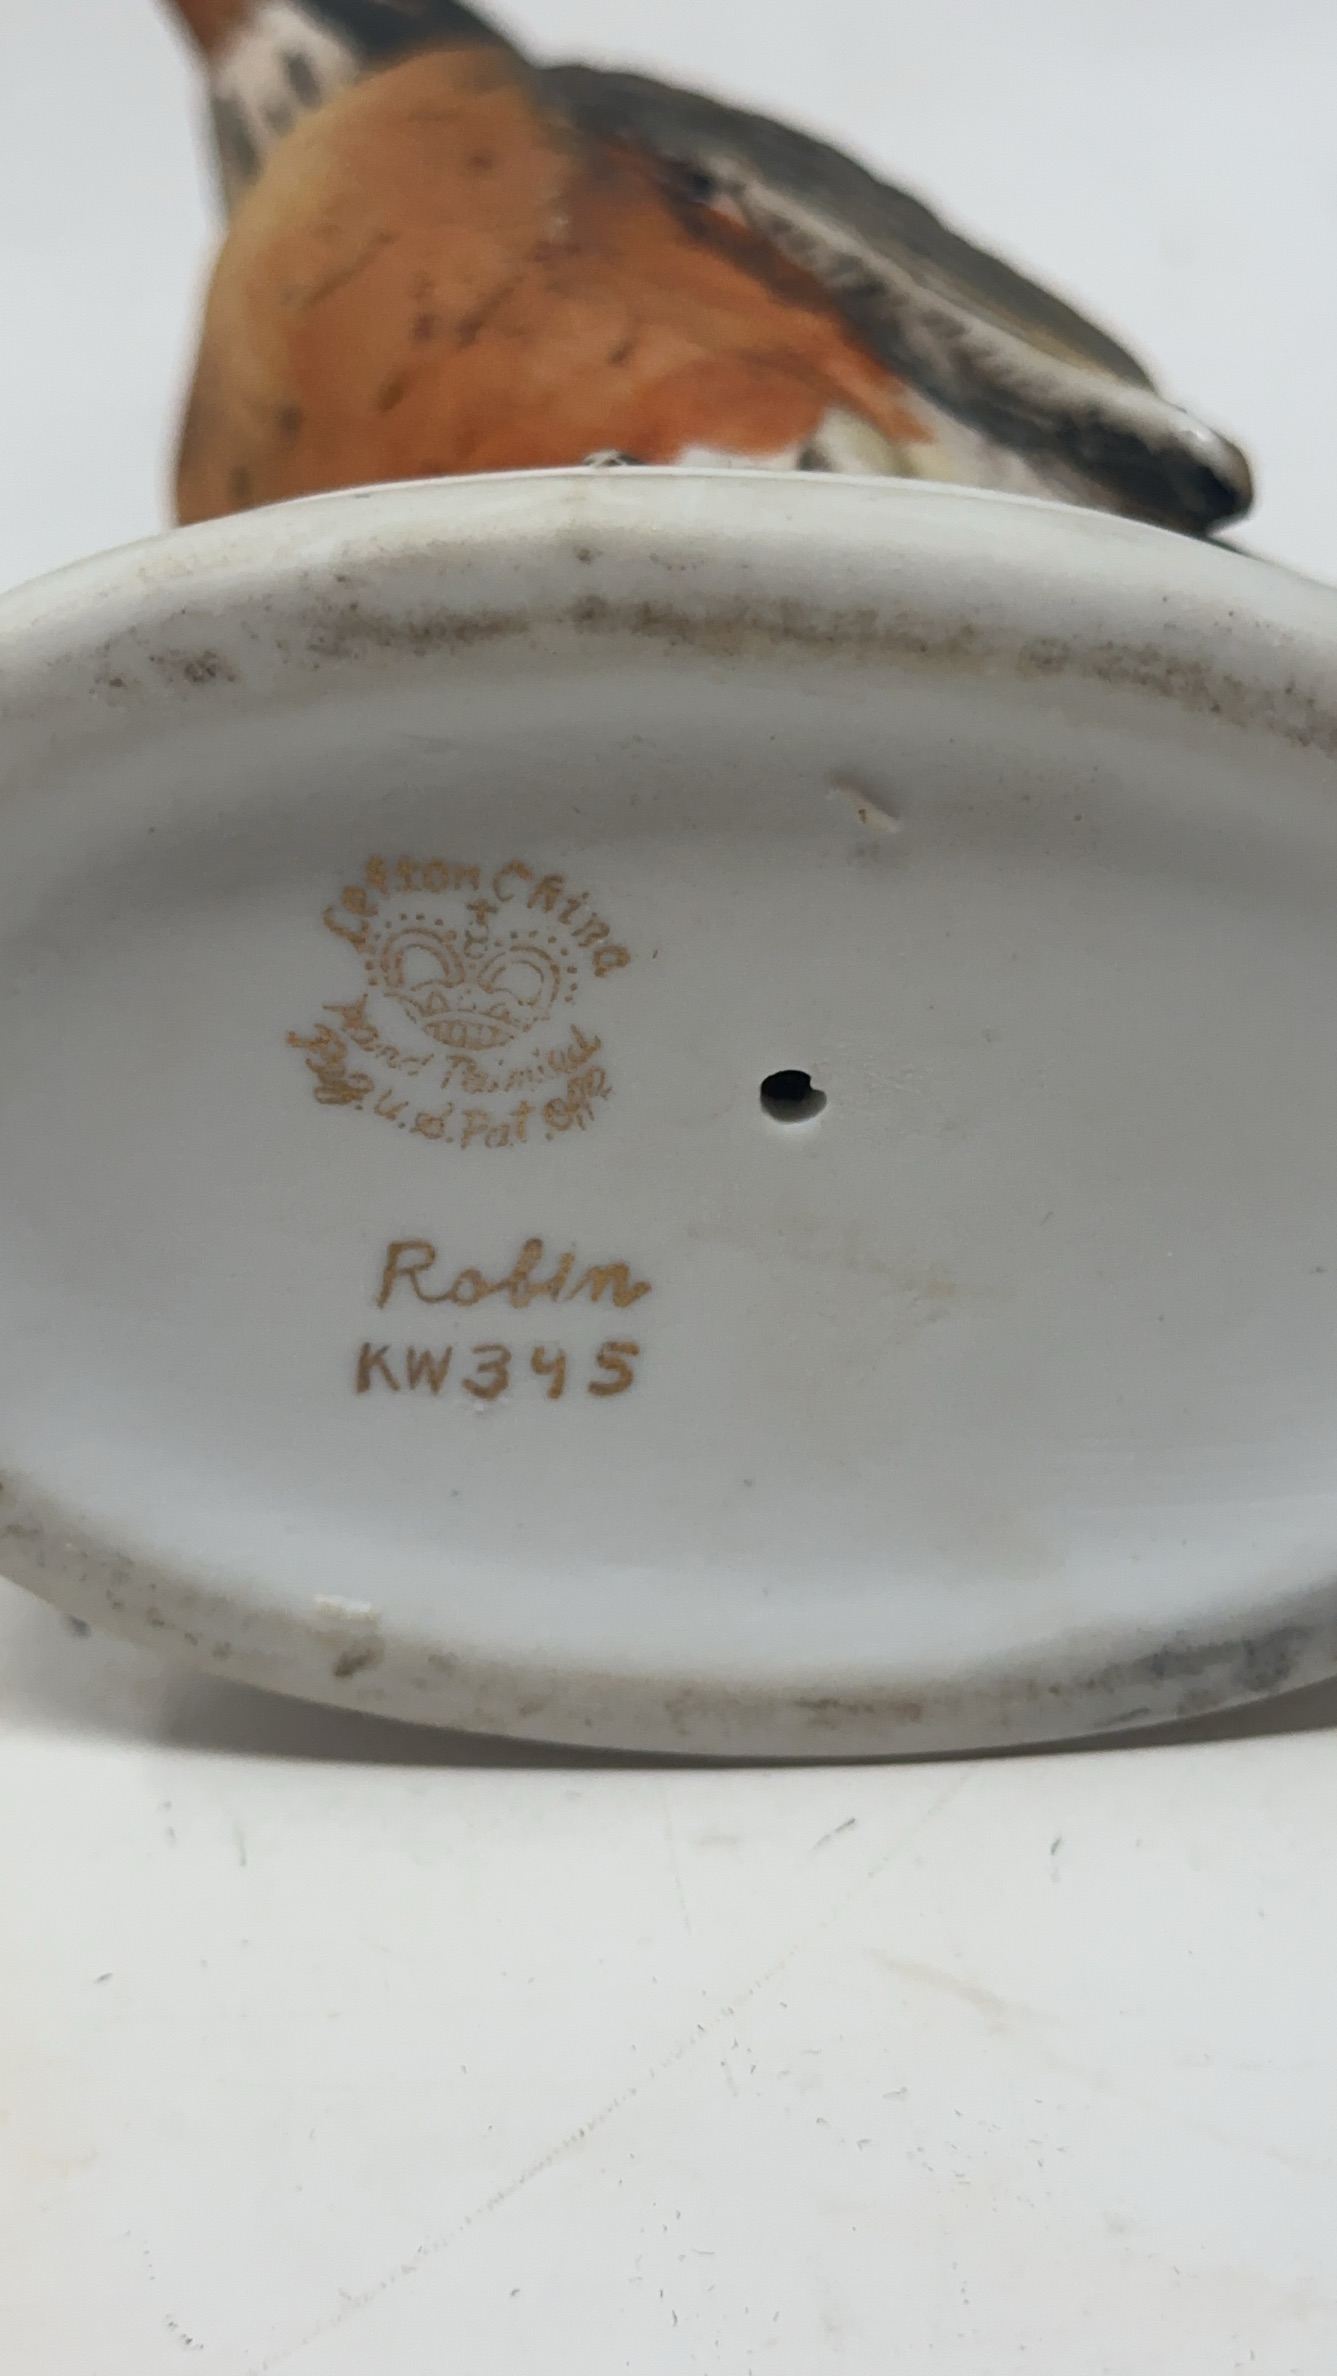 Lefton China
Hand Painted
Reg. U.S. Pat. Off.
Robin
KW345